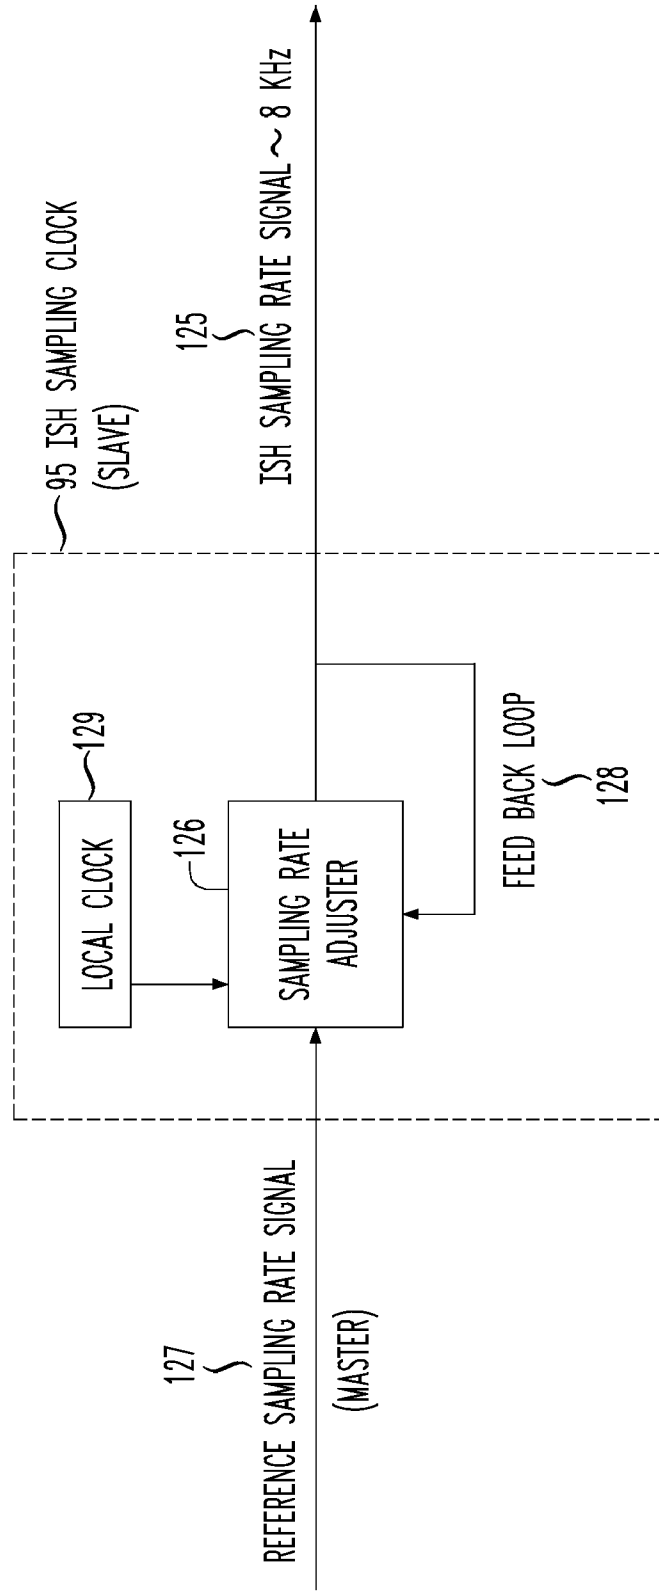 95 ISH SAMPLING CLOCK
(SLAVE)
129
LOCAL CLOCK
126
SAMPLING RATE
ADJUSTER
127
REFERENCE SAMPLING RATE SIGNAL
(MASTER)
125
ISH SAMPLING RATE SIGNAL ~ 8 KHz
FEED BACK LOOP
128